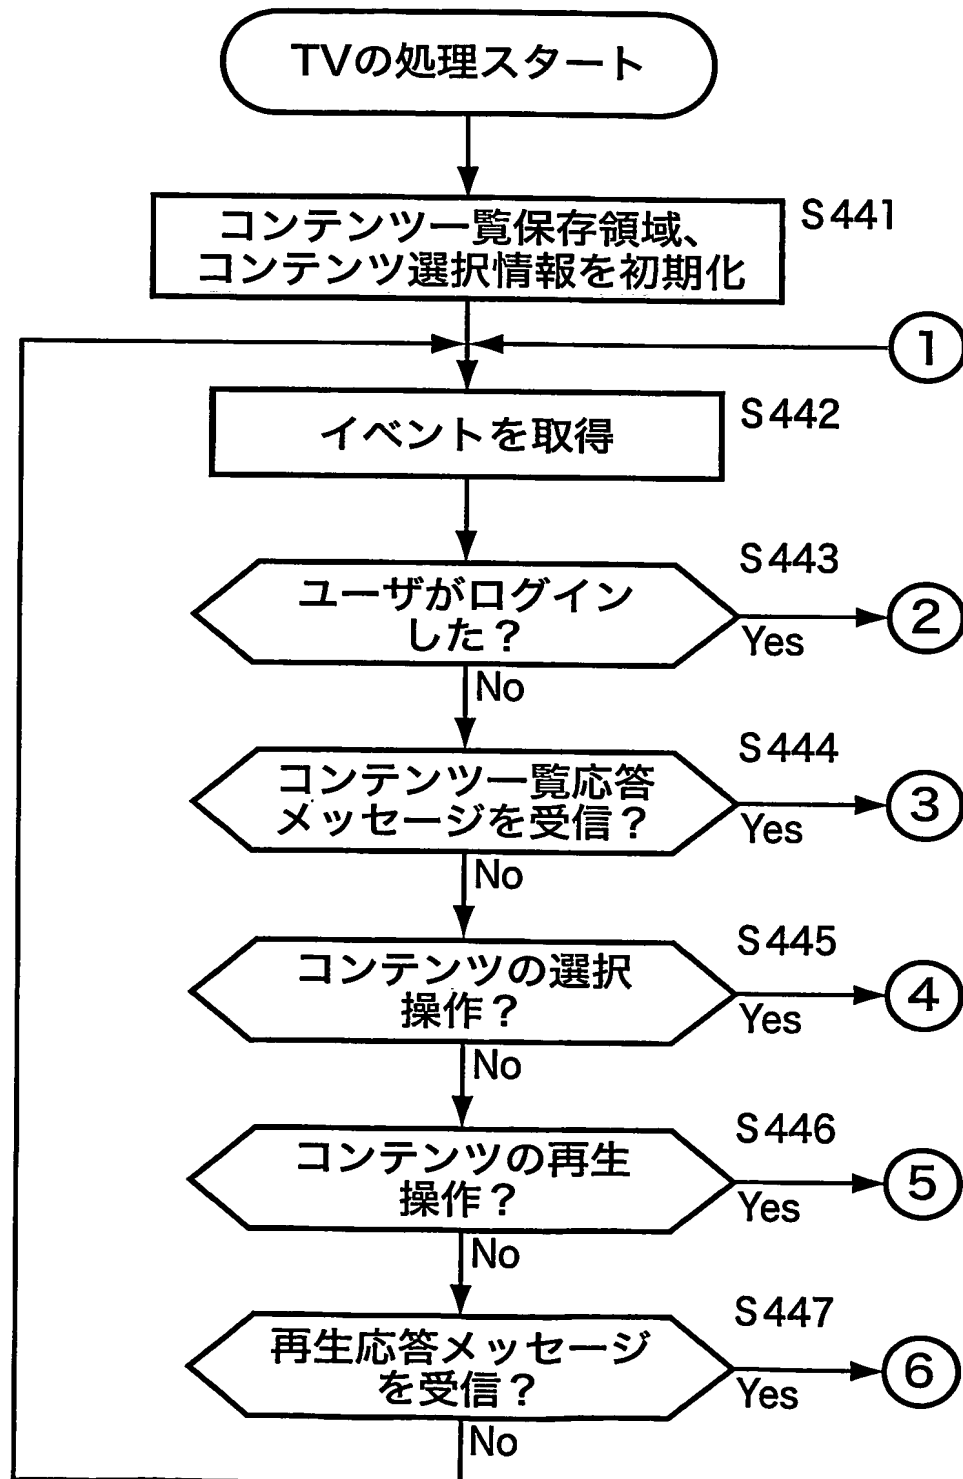 TVの処理スタート
S441
コンテンツ一覧保存領域、
コンテンツ選択情報を初期化
1
S442
イベントを取得
S443
ユーザがログイン
した？
Yes
2
No
S444
コンテンツ一覧応答
メッセージを受信？
Yes
3
No
S445
コンテンツの選択
操作？
Yes
4
No
S446
コンテンツの再生
操作？
Yes
5
No
S447
再生応答メッセージ
を受信？
Yes
6
No